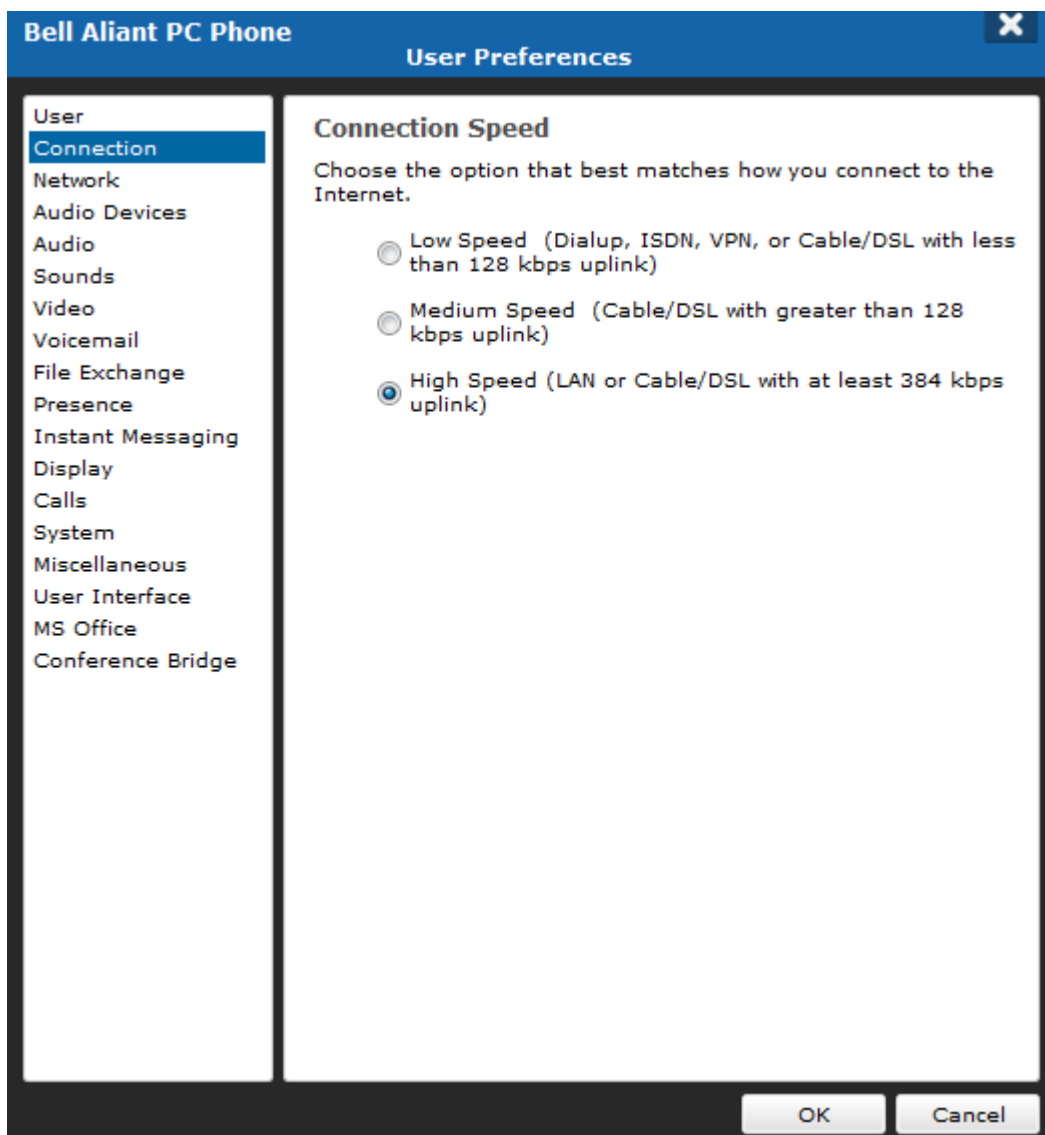 Bell Aliant PC Phone
User Preferences
User
Connection
Network
Audio Devices
Audio
Sounds
Video
Voicemail
File Exchange
Presence
Instant Messaging
Display
Calls
System
Miscellaneous
User Interface
MS Office
Conference Bridge
Connection Speed
Choose the option that best matches how you connect to the
Internet.
Low Speed  (Dialup, ISDN, VPN, or Cable/DSL with less
than 128 kbps uplink)
Medium Speed  (Cable/DSL with greater than 128
kbps uplink)
High Speed (LAN or Cable/DSL with at least 384 kbps
uplink)
OK
Cancel